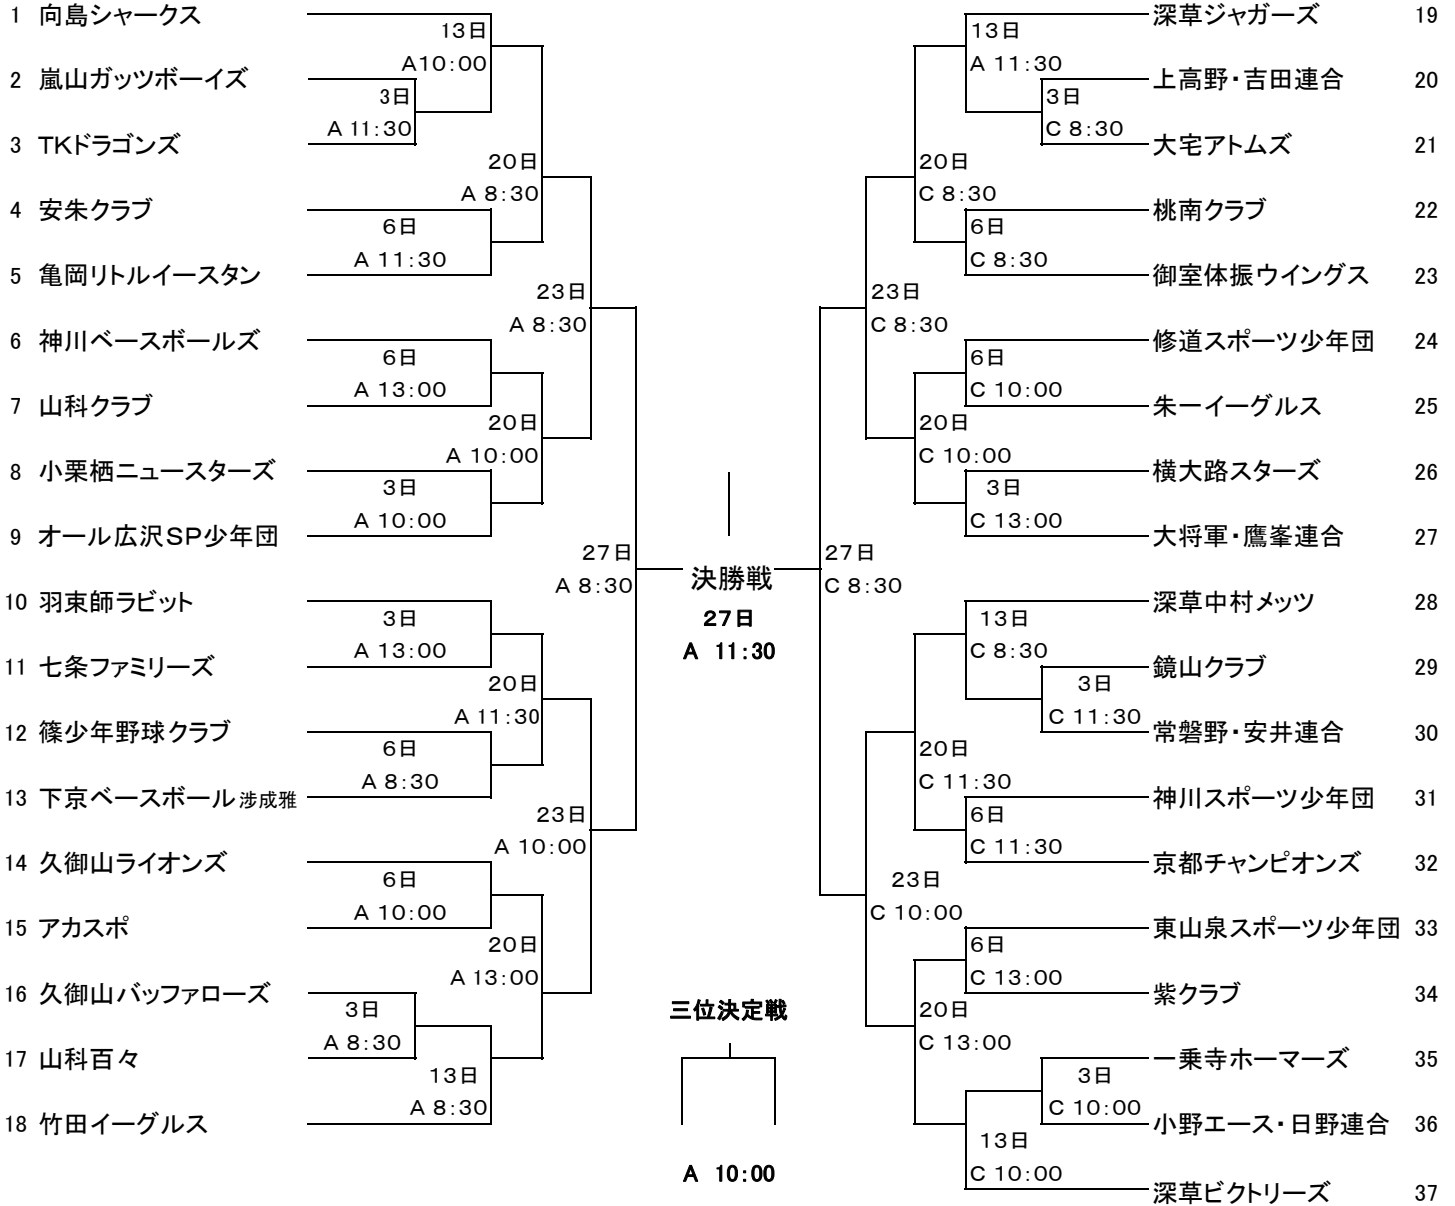 1 向島シャークス
13日
A10:00
2 嵐山ガッツボーイズ
3日
A 11:30
3 TKドラゴンズ
20日
A 8:30
4 安朱クラブ
6日
A 11:30
5 亀岡リトルイースタン
23日
A 8:30
6 神川ベースボールズ
6日
A 13:00
7 山科クラブ
20日
A 10:00
8 小栗栖ニュースターズ
3日
A 10:00
9 オール広沢SP少年団
27日
A 8:30
10 羽束師ラビット
3日
A 13:00
11 七条ファミリーズ
20日
A 11:30
12 篠少年野球クラブ
6日
A 8:30
13 下京ベースボール 渉成雅
23日
A 10:00
14 久御山ライオンズ
6日
A 10:00
15 アカスポ
20日
A 13:00
16 久御山バッファローズ
3日
A 8:30
17 山科百々
13日
A 8:30
18 竹田イーグルス
決勝戦
27日
A 11:30
三位決定戦
A 10:00
深草ジャガーズ 19
13日
A 11:30
上高野・吉田連合 20
3日
C 8:30
大宅アトムズ 21
20日
C 8:30
桃南クラブ 22
6日
C 8:30
御室体振ウイングス 23
23日
C 8:30
修道スポーツ少年団 24
6日
C 10:00
朱一イーグルス 25
20日
C 10:00
横大路スターズ 26
3日
C 13:00
大将軍・鷹峯連合 27
27日
C 8:30
深草中村メッツ 28
13日
C 8:30
鏡山クラブ 29
3日
C 11:30
常磐野・安井連合 30
20日
C 11:30
神川スポーツ少年団 31
6日
C 11:30
京都チャンピオンズ 32
23日
C 10:00
東山泉スポーツ少年団 33
6日
C 13:00
紫クラブ 34
20日
C 13:00
一乗寺ホーマーズ 35
3日
C 10:00
小野エース・日野連合 36
13日
C 10:00
深草ビクトリーズ 37